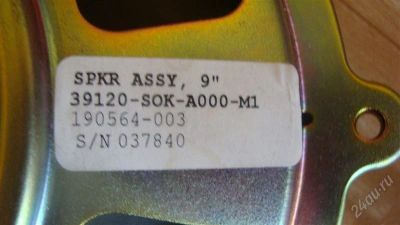 SPKR ASSY, 9"
39120-SOK-A000-M1
190564-003
S/N 037840
24au.ru